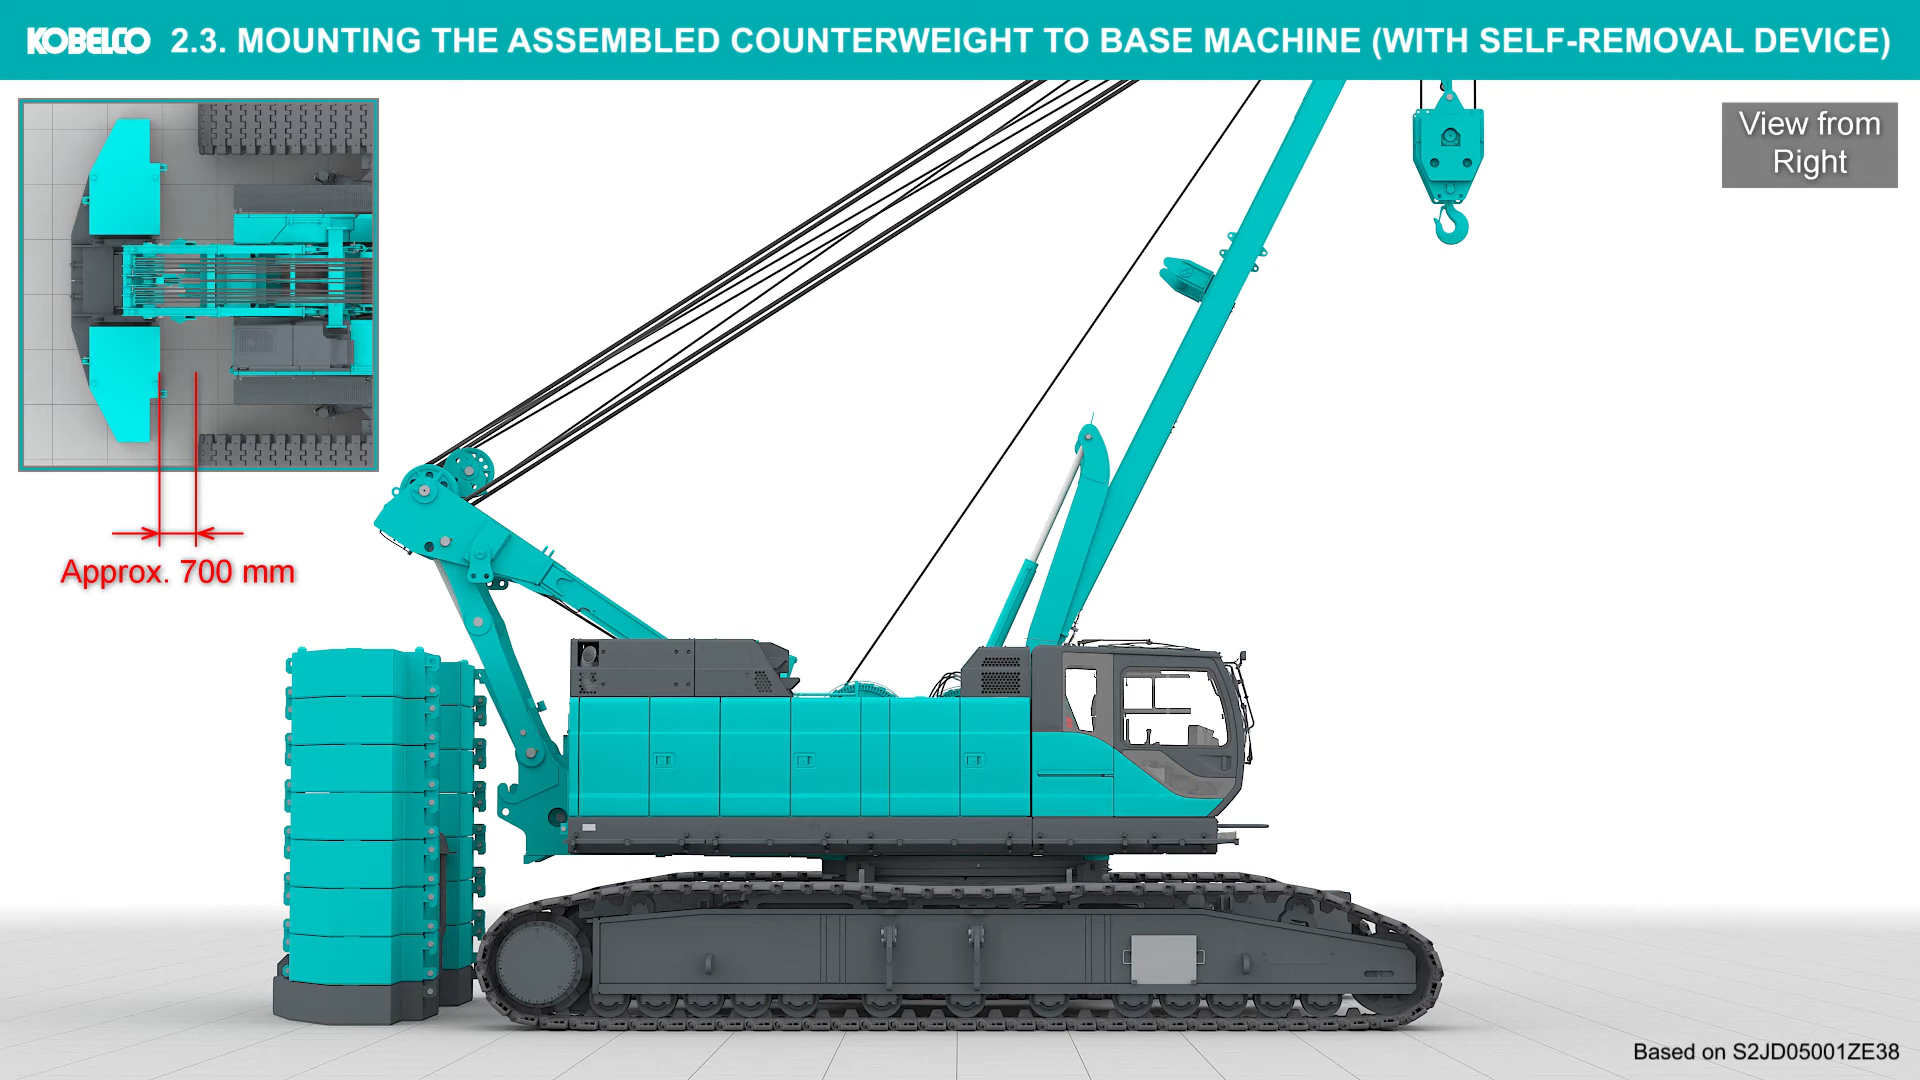 KOBELCO 2.3. MOUNTING THE ASSEMBLED COUNTERWEIGHT TO BASE MACHINE (WITH SELF-REMOVAL DEVICE)
View from
Right
Approx. 700 mm
Based on S2JD05001ZE38